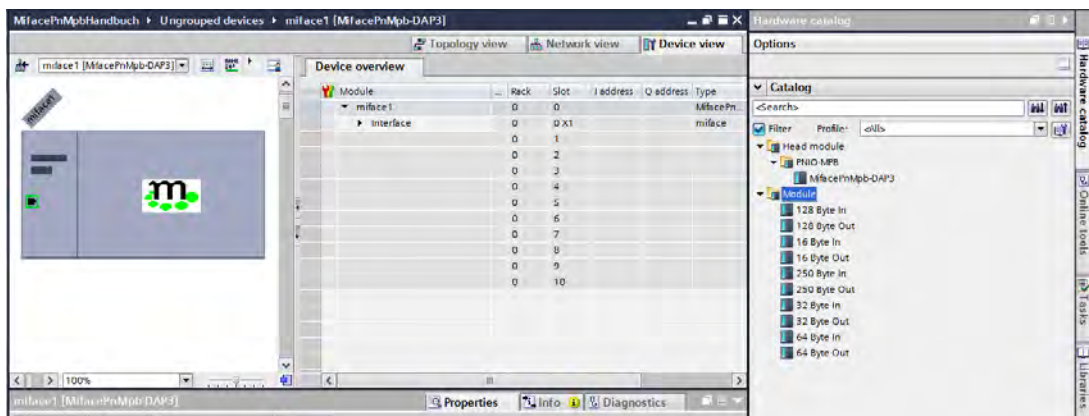 MifacePnMpbHandbuch ▸ Ungrouped devices ▸ miface1 [MifacePnMpb-DAP3]
Topology view Network view Device view
miface1 [MifacePnMpb-DAP3]
miface1
m
100%
Device overview
Module ... Rack Slot I address Q address Type
miface1 0 0 MifacePn...
Interface 0 0 X1 miface
0 1
0 2
0 3
0 4
0 5
0 6
0 7
0 8
0 9
0 10
miface1 [MifacePnMpb-DAP3]
Properties Info Diagnostics
Hardware catalog
Options
Catalog
<Search>
Filter Profile: <All>
Head module
PNIO-MPB
MifacePnMpb-DAP3
Module
128 Byte In
128 Byte Out
16 Byte In
16 Byte Out
250 Byte In
250 Byte Out
32 Byte In
32 Byte Out
64 Byte In
64 Byte Out
Hardware catalog
Online tools
Tasks
Libraries